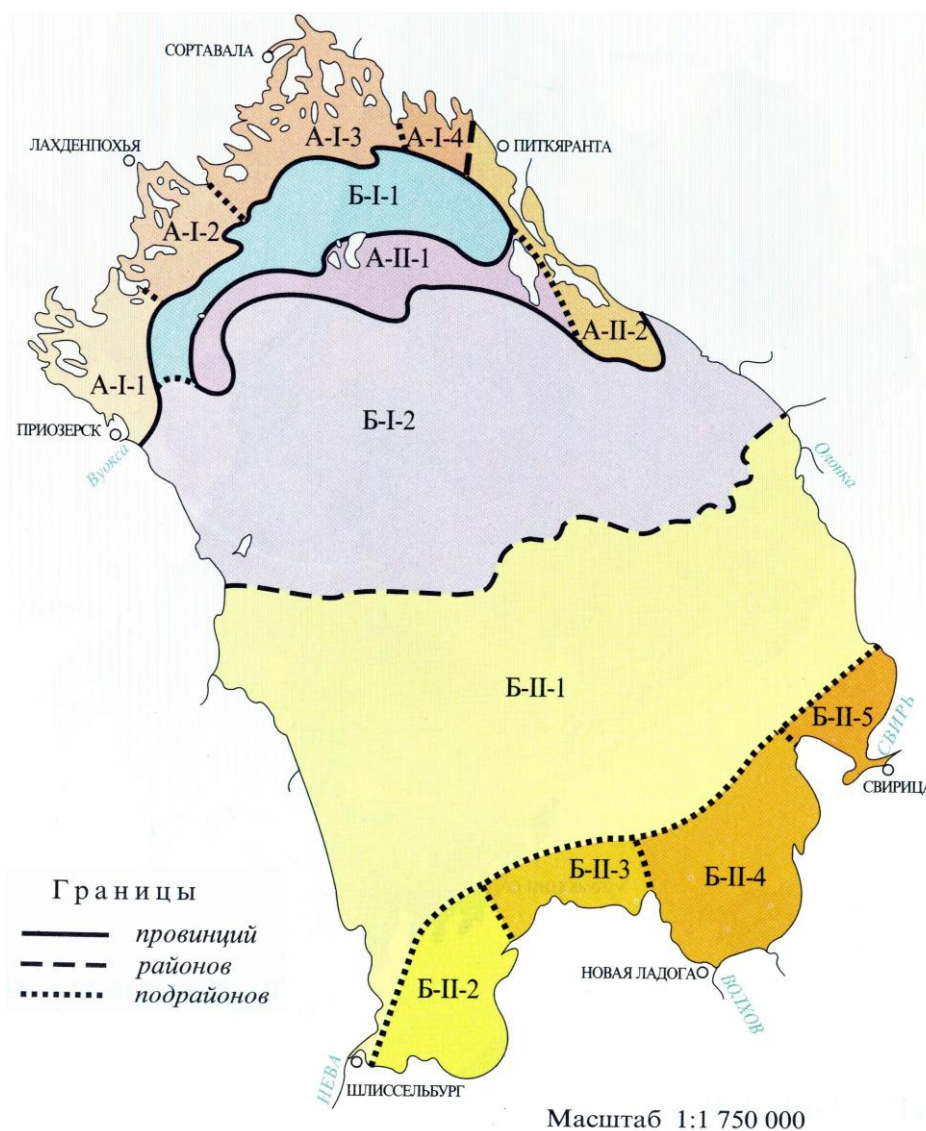 СОРТАВАЛА
ЛАХДЕНПОХЬЯ
А-I-3
А-I-4
ПИТКЯРАНТА
Б-I-1
А-I-2
А-II-1
А-II-2
А-I-1
ПРИОЗЕРСК
Вуокса
Б-I-2
Олонка
Б-II-1
Б-II-5
СВИРЬ
СВИРИЦА
Б-II-3
Б-II-4
Границы
провинций
районов
подрайонов
НОВАЯ ЛАДОГА
ВОЛХОВ
Б-II-2
НЕВА
ШЛИССЕЛЬБУРГ
Масштаб 1:1 750 000